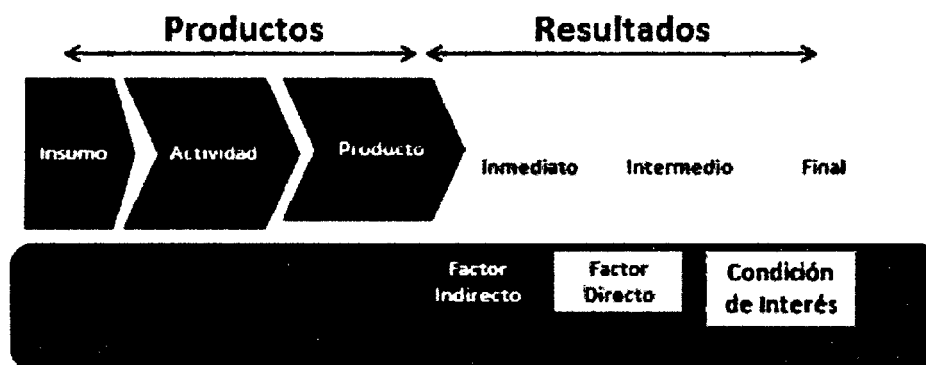 Productos
Resultados
Insumo
Actividad
Producto
Inmediato
Intermedio
Final
Factor
Indirecto
Factor
Directo
Condición
de Interés